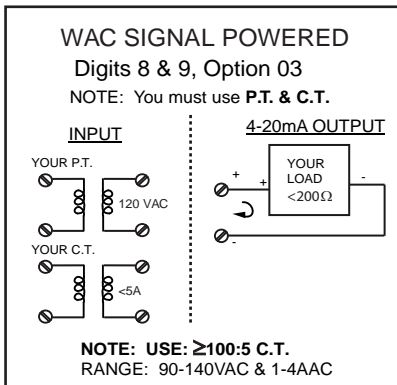 WAC SIGNAL POWERED
Digits 8 & 9, Option 03
NOTE: You must use P.T. & C.T.
INPUT
YOUR P.T.
120 VAC
YOUR C.T.
<5A
4-20mA OUTPUT
+
+
YOUR
LOAD
<200Ω
-
-
NOTE: USE: ≥100:5 C.T.
RANGE: 90-140VAC & 1-4AAC